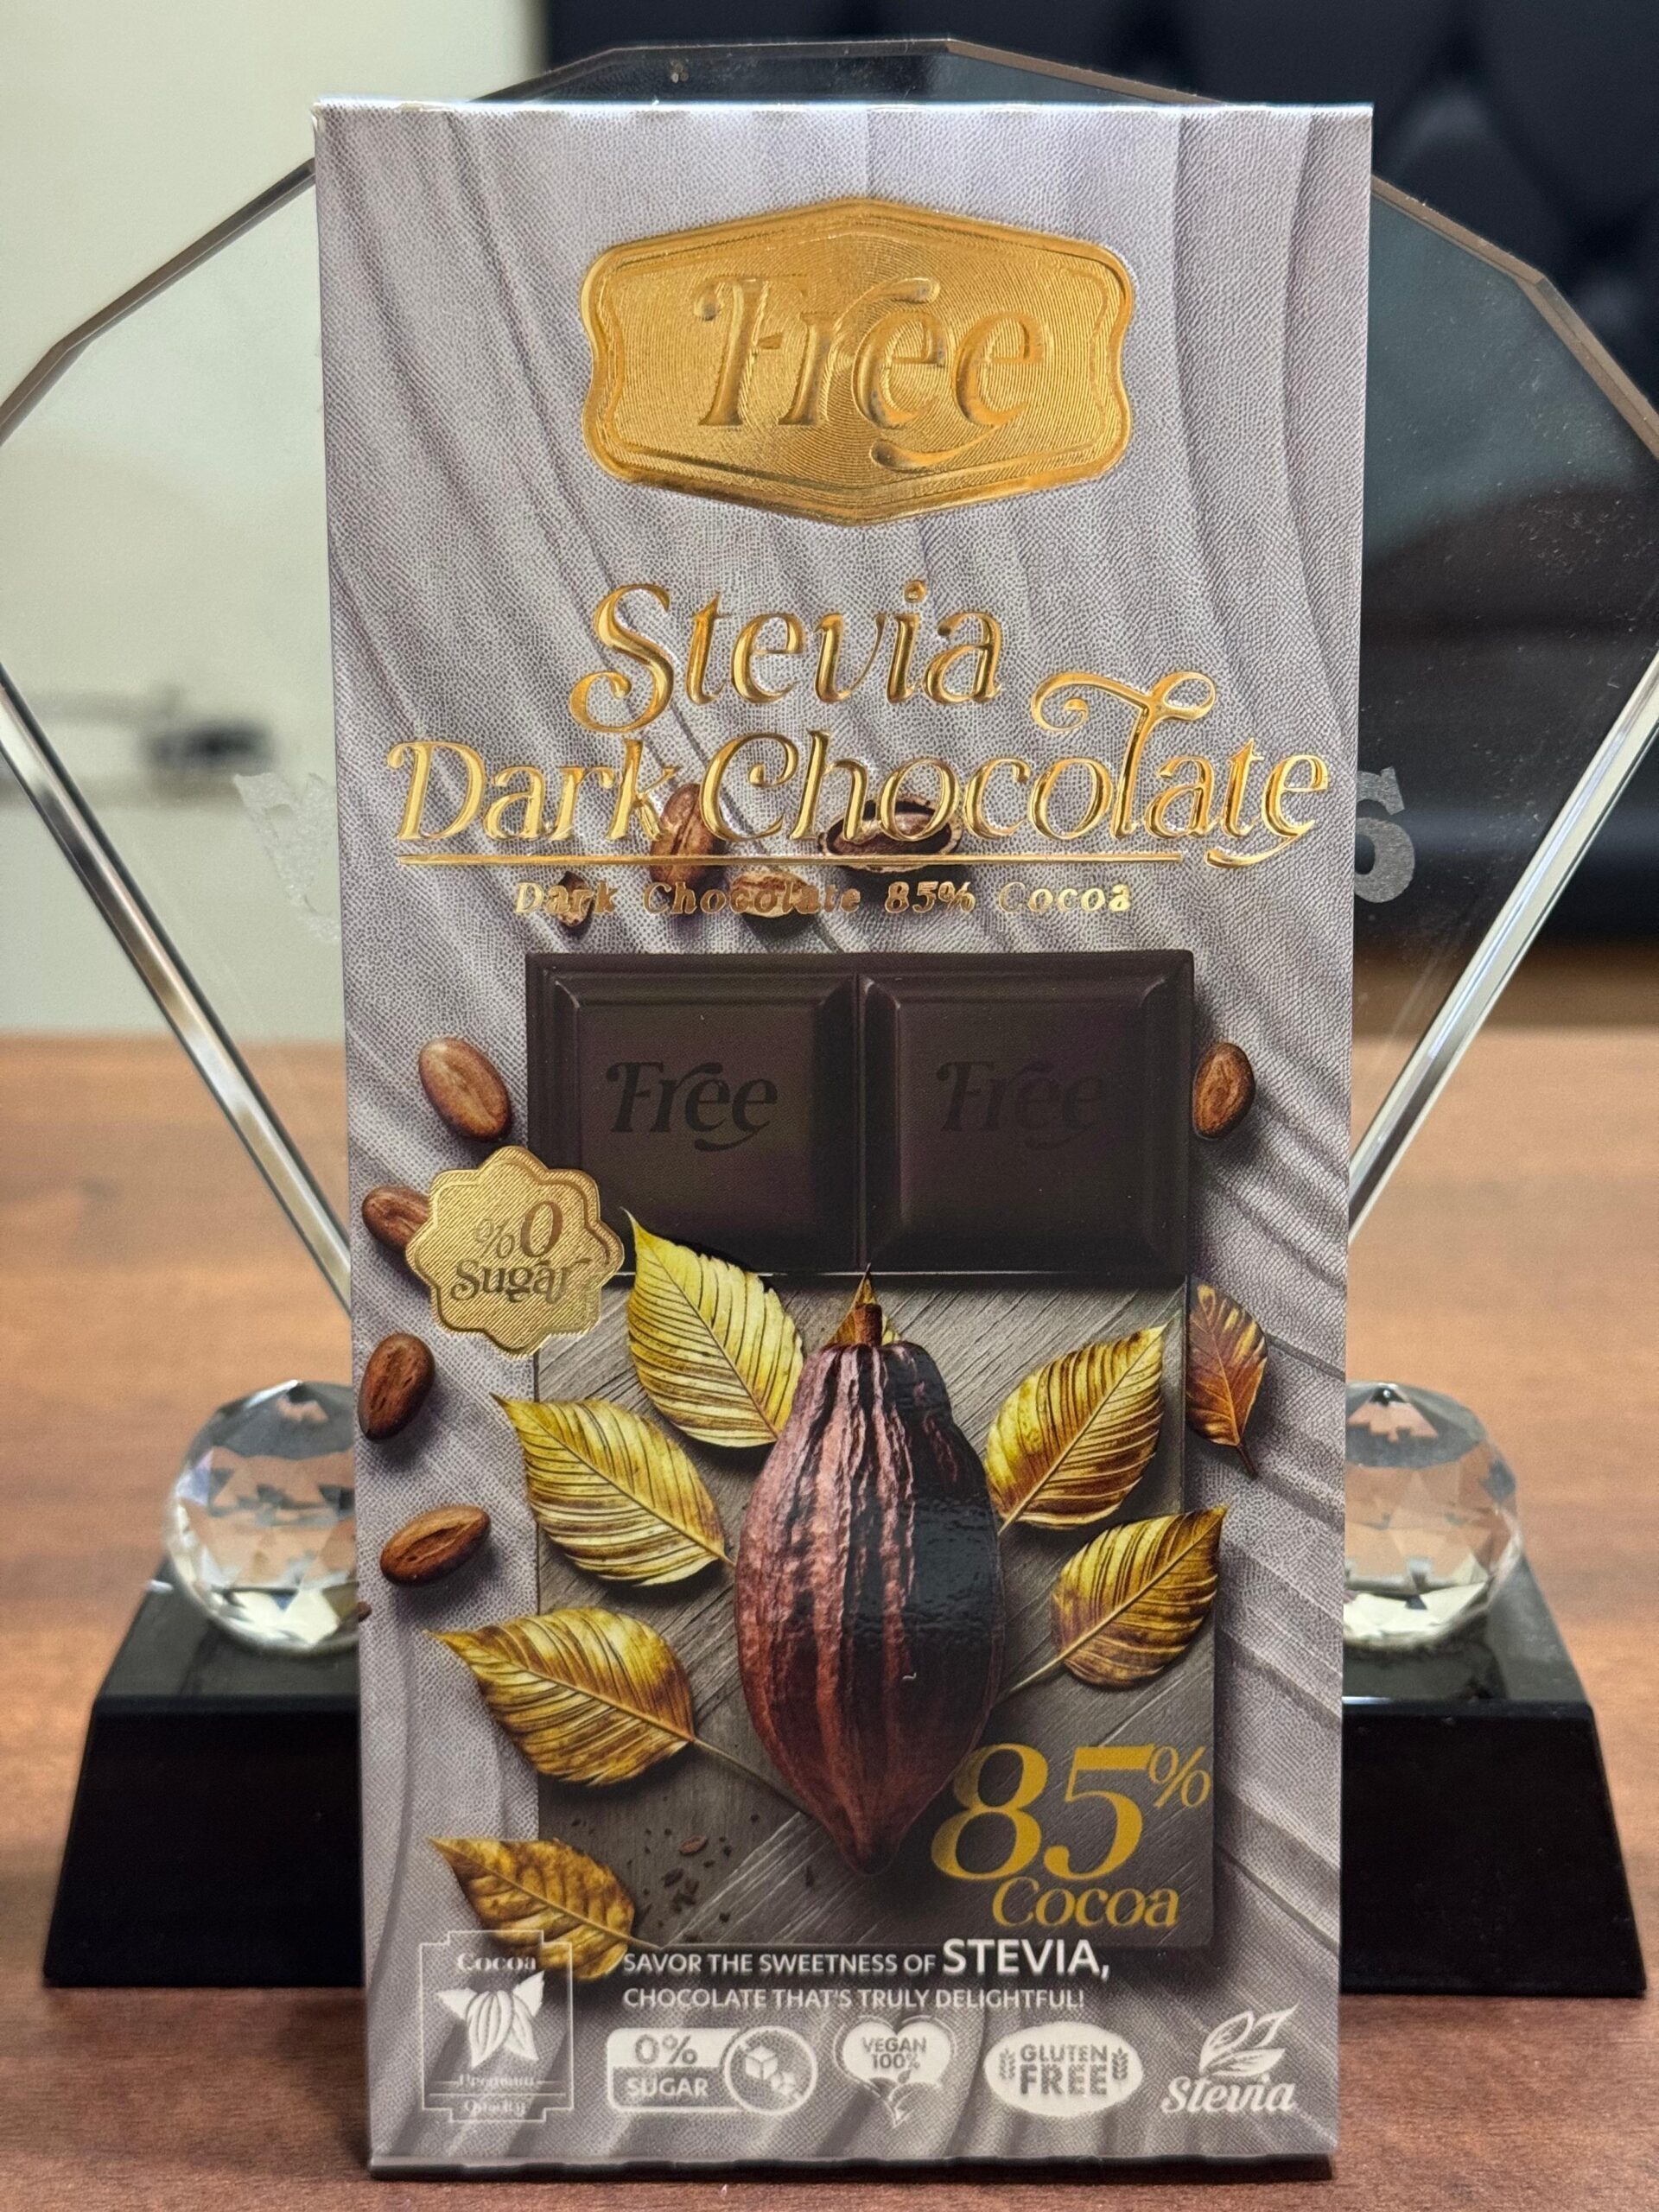 Free
Stevia
Dark Chocolate
Dark Chocolate 85% Cocoa
Free Free
%0
Sugar
85%
Cocoa
Cocoa
Premium
Quality
SAVOR THE SWEETNESS OF STEVIA,
CHOCOLATE THAT'S TRULY DELIGHTFUL!
0%
SUGAR
VEGAN
100%
GLUTEN
FREE
Stevia